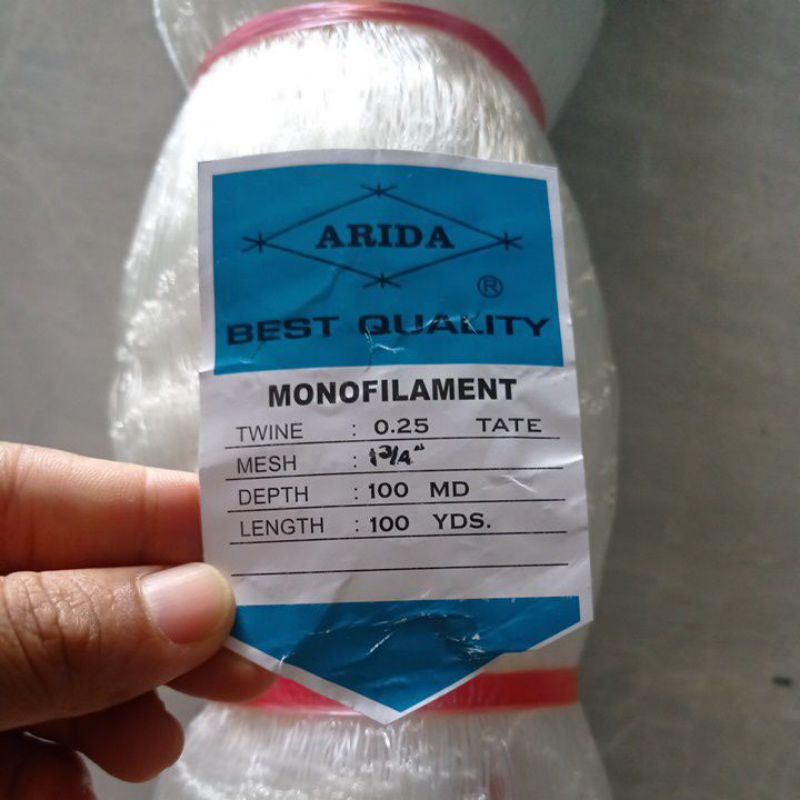 ARIDA
®
BEST QUALITY
MONOFILAMENT
TWINE : 0.25 TATE
MESH : 1 3/4"
DEPTH : 100 MD
LENGTH : 100 YDS.